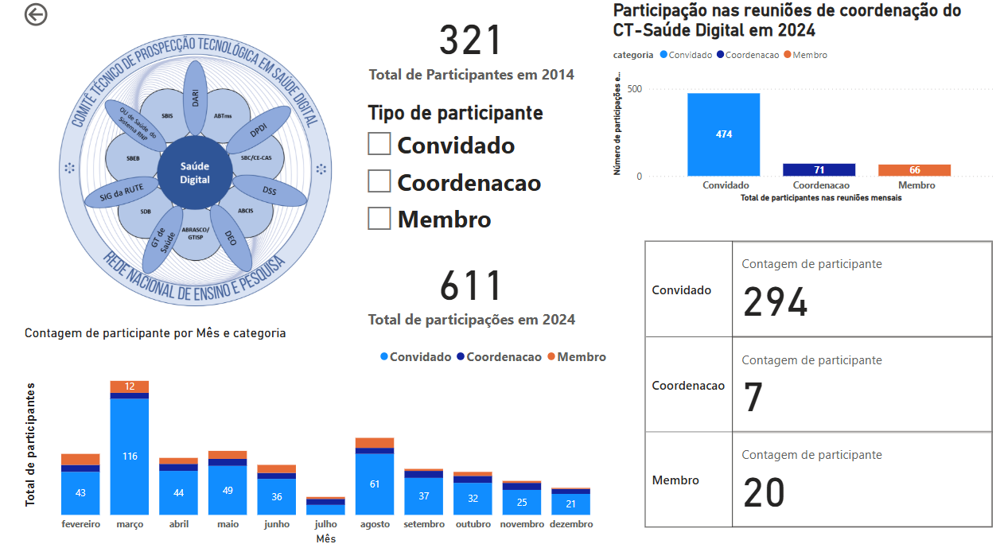 COMITÊ TÉCNICO DE PROSPECÇÃO TECNOLÓGICA EM SAÚDE DIGITAL
REDE NACIONAL DE ENSINO E PESQUISA
DARI
SBIS
ABTms
OU de Saúde do
Sistema RNP
DPDI
SBEB
SBC/CE-CAS
Saúde
Digital
SIG da RUTE
DSS
SDB
ABCIS
GT de
Saúde
ABRASCO/
GTISP
DEO
321
Total de Participantes em 2014
Tipo de participante
Convidado
Coordenacao
Membro
611
Total de participações em 2024
Participação nas reuniões de coordenação do
CT-Saúde Digital em 2024
categoria Convidado Coordenacao Membro
Número de participações e...
500
0
474
71
66
Convidado Coordenacao Membro
Total de participantes nas reuniões mensais
Convidado
Contagem de participante
294
Coordenacao
Contagem de participante
7
Membro
Contagem de participante
20
Contagem de participante por Mês e categoria
Convidado Coordenacao Membro
Total de participantes
12
116
43
44
49
36
61
37
32
25
21
fevereiro março abril maio junho julho agosto setembro outubro novembro dezembro
Mês